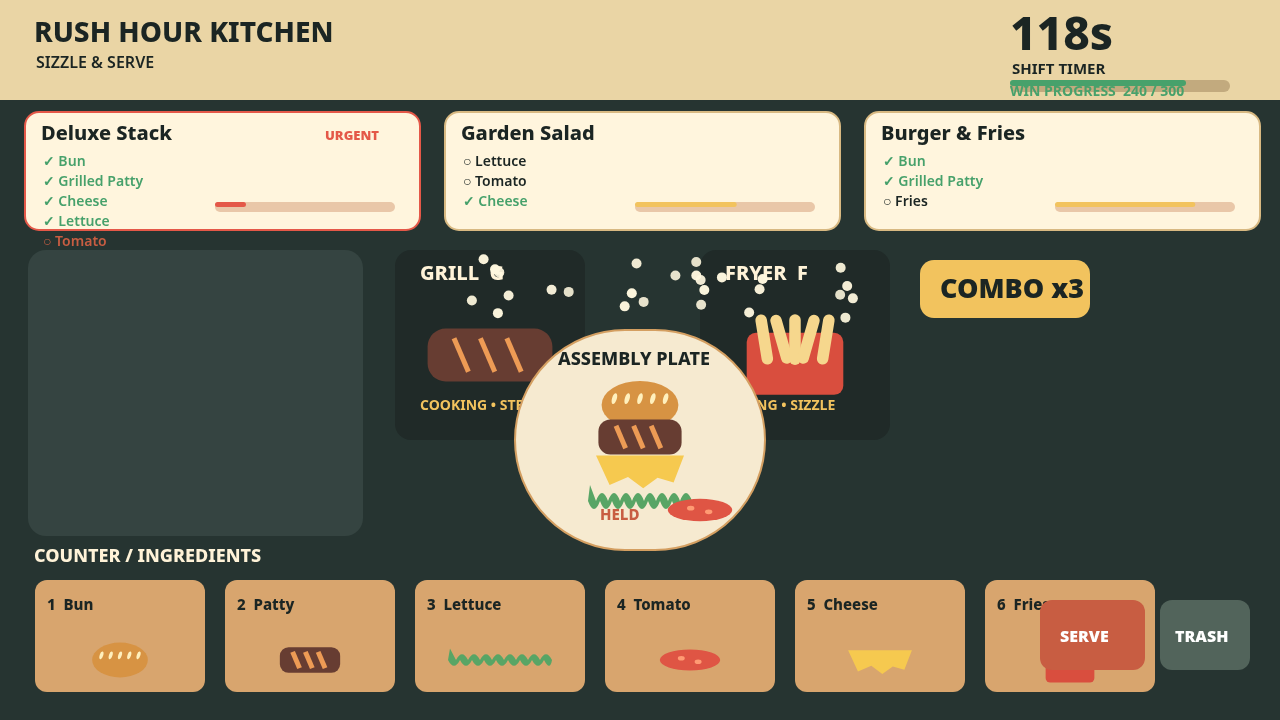 RUSH HOUR KITCHEN
SIZZLE & SERVE
118s
SHIFT TIMER
WIN PROGRESS 240 / 300
Deluxe Stack
URGENT
✓ Bun
✓ Grilled Patty
✓ Cheese
✓ Lettuce
○ Tomato
Garden Salad
○ Lettuce
○ Tomato
✓ Cheese
Burger & Fries
✓ Bun
✓ Grilled Patty
○ Fries
GRILL
FRYER F
COMBO x3
COOKING •
• SIZZLE
ASSEMBLY PLATE
HELD
COUNTER / INGREDIENTS
1 Bun
2 Patty
3 Lettuce
4 Tomato
5 Cheese
6 Fries
SERVE
TRASH